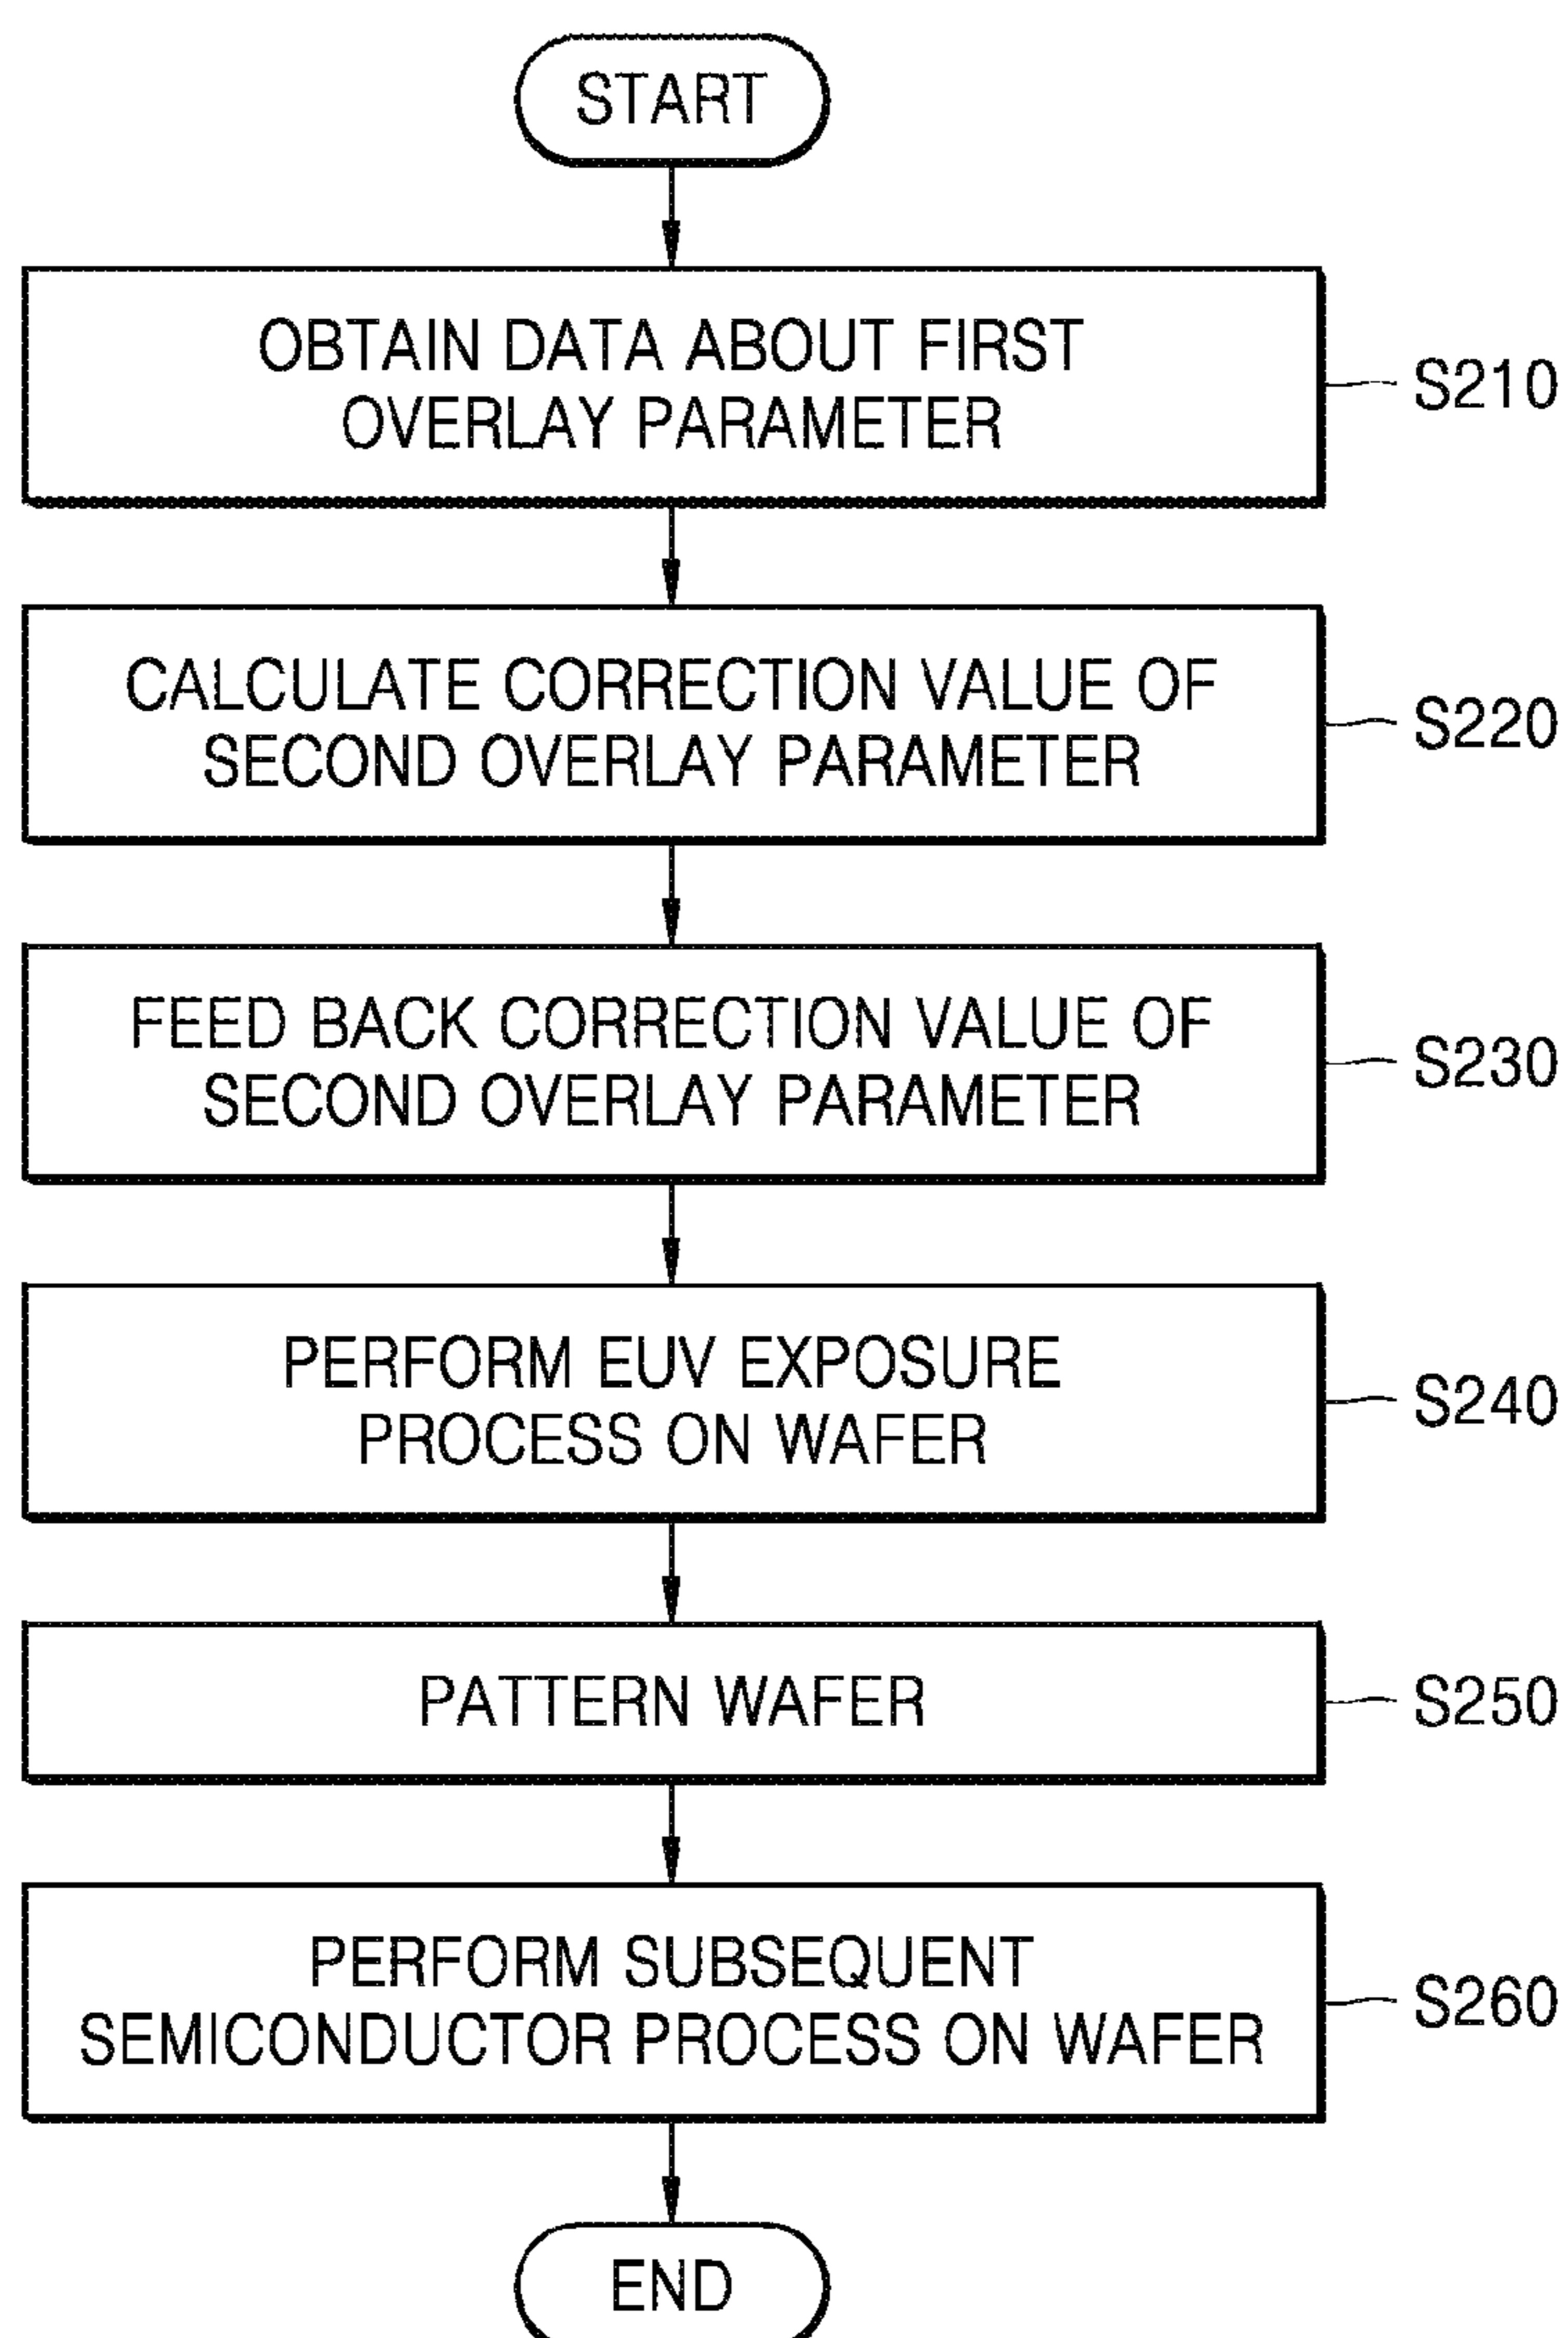 START
OBTAIN DATA ABOUT FIRST
OVERLAY PARAMETER
S210
CALCULATE CORRECTION VALUE OF
SECOND OVERLAY PARAMETER
S220
FEED BACK CORRECTION VALUE OF
SECOND OVERLAY PARAMETER
S230
PERFORM EUV EXPOSURE
PROCESS ON WAFER
S240
PATTERN WAFER
S250
PERFORM SUBSEQUENT
SEMICONDUCTOR PROCESS ON WAFER
S260
END